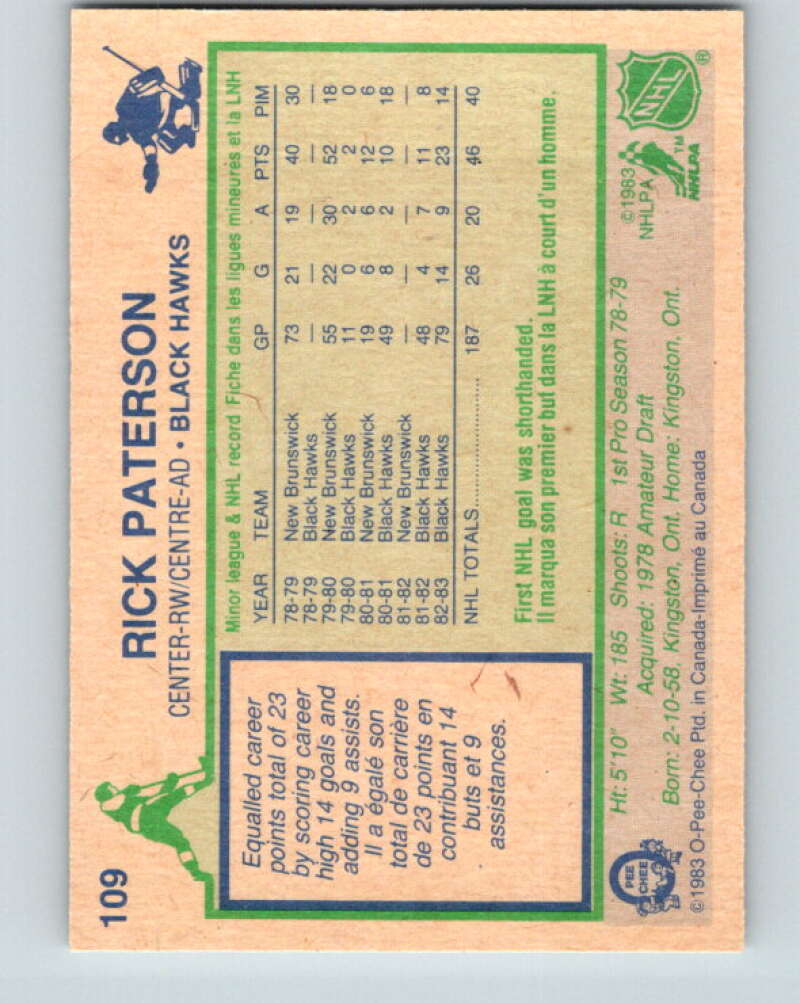 109
RICK PATERSON
CENTER-RW/CENTRE-AD • BLACK HAWKS
Equalled career
points total of 23
by scoring career
high 14 goals and
adding 9 assists.
Il a égalé son
total de carrière
de 23 points en
contribuant 14
buts et 9
assistances.
Minor league & NHL record Fiche dans les ligues mineurès et la LNH
YEAR TEAM GP G A PTS PIM
78-79 New Brunswick 73 21 19 40 30
78-79 Black Hawks — — — — —
79-80 New Brunswick 55 22 30 52 18
79-80 Black Hawks 11 0 2 2 0
80-81 New Brunswick 19 6 6 12 6
80-81 Black Hawks 49 8 2 10 18
81-82 New Brunswick — — — — —
81-82 Black Hawks 48 4 7 11 8
82-83 Black Hawks 79 14 9 23 14
NHL TOTALS.................... 187 26 20 46 40
First NHL goal was shorthanded.
Il marqua son premier but dans la LNH à court d'un homme.
Ht: 5'10" Wt: 185 Shoots: R 1st Pro Season 78-79
Acquired: 1978 Amateur Draft
Born: 2-10-58, Kingston, Ont. Home: Kingston, Ont.
©1983 O-Pee-Chee Ptd. in Canada-Imprimé au Canada
O
PEE
CHEE
©1983
NHLPA
NHLPA™
NHL®